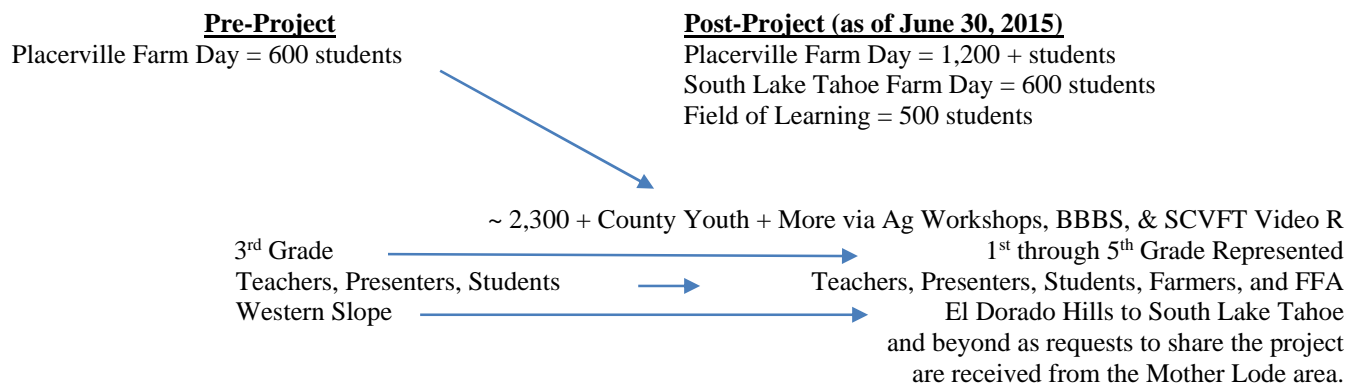 Pre-Project Post-Project (as of June 30, 2015)
Placerville Farm Day = 600 students Placerville Farm Day = 1,200 + students
South Lake Tahoe Farm Day = 600 students
Field of Learning = 500 students
~ 2,300 + County Youth + More via Ag Workshops, BBBS, & SCVFT Video R
3rd Grade 1st through 5th Grade Represented
Teachers, Presenters, Students Teachers, Presenters, Students, Farmers, and FFA
Western Slope El Dorado Hills to South Lake Tahoe
and beyond as requests to share the project
are received from the Mother Lode area.